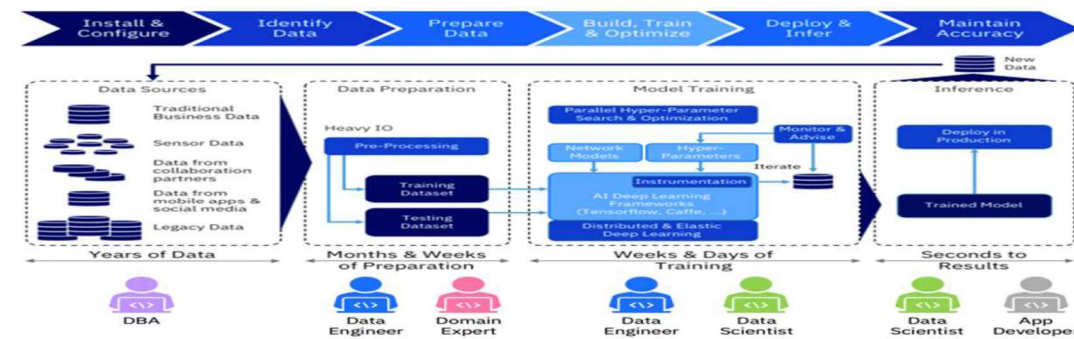 Install &
Configure
Identify
Data
Prepare
Data
Build, Train
& Optimize
Deploy &
Infer
Maintain
Accuracy
New
Data
Data Sources
Traditional
Business Data
Sensor Data
Data from
collaboration
partners
Data from
mobile apps &
social media
Legacy Data
Years of Data
DBA
Data Preparation
Heavy IO
Pre-Processing
Training
Dataset
Testing
Dataset
Months & Weeks
of Preparation
Data
Engineer
Domain
Expert
Model Training
Parallel Hyper-Parameter
Search & Optimization
Monitor &
Advise
Network
Models
Hyper-
Parameters
Iterate
Instrumentation
AI Deep Learning
Frameworks
(Tensorflow, Caffe, ...)
Distributed & Elastic
Deep Learning
Weeks & Days of
Training
Data
Engineer
Data
Scientist
Inference
Deploy in
Production
Trained Model
Seconds to
Results
Data
Scientist
App
Developer